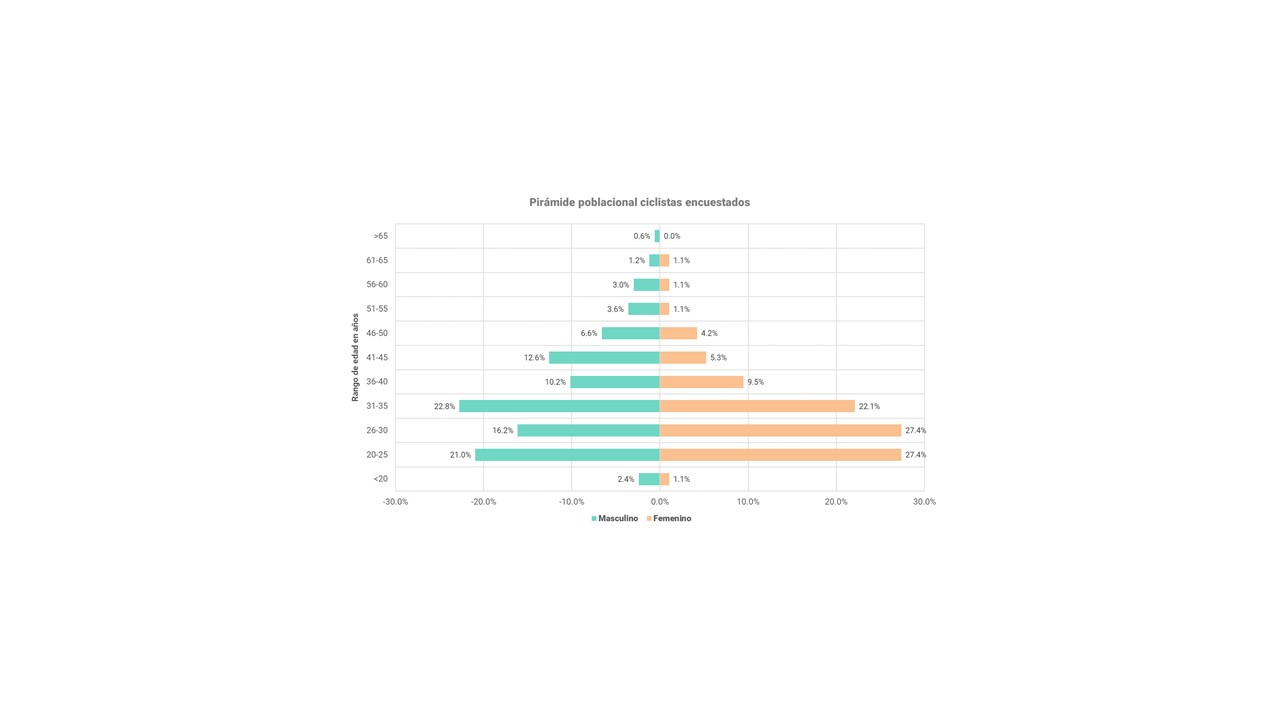 Pirámide poblacional ciclistas encuestados
Rango de edad en años
>65 0.6% 0.0%
61-65 1.2% 1.1%
56-60 3.0% 1.1%
51-55 3.6% 1.1%
46-50 6.6% 4.2%
41-45 12.6% 5.3%
36-40 10.2% 9.5%
31-35 22.8% 22.1%
26-30 16.2% 27.4%
20-25 21.0% 27.4%
<20 2.4% 1.1%
-30.0% -20.0% -10.0% 0.0% 10.0% 20.0% 30.0%
Masculino Femenino